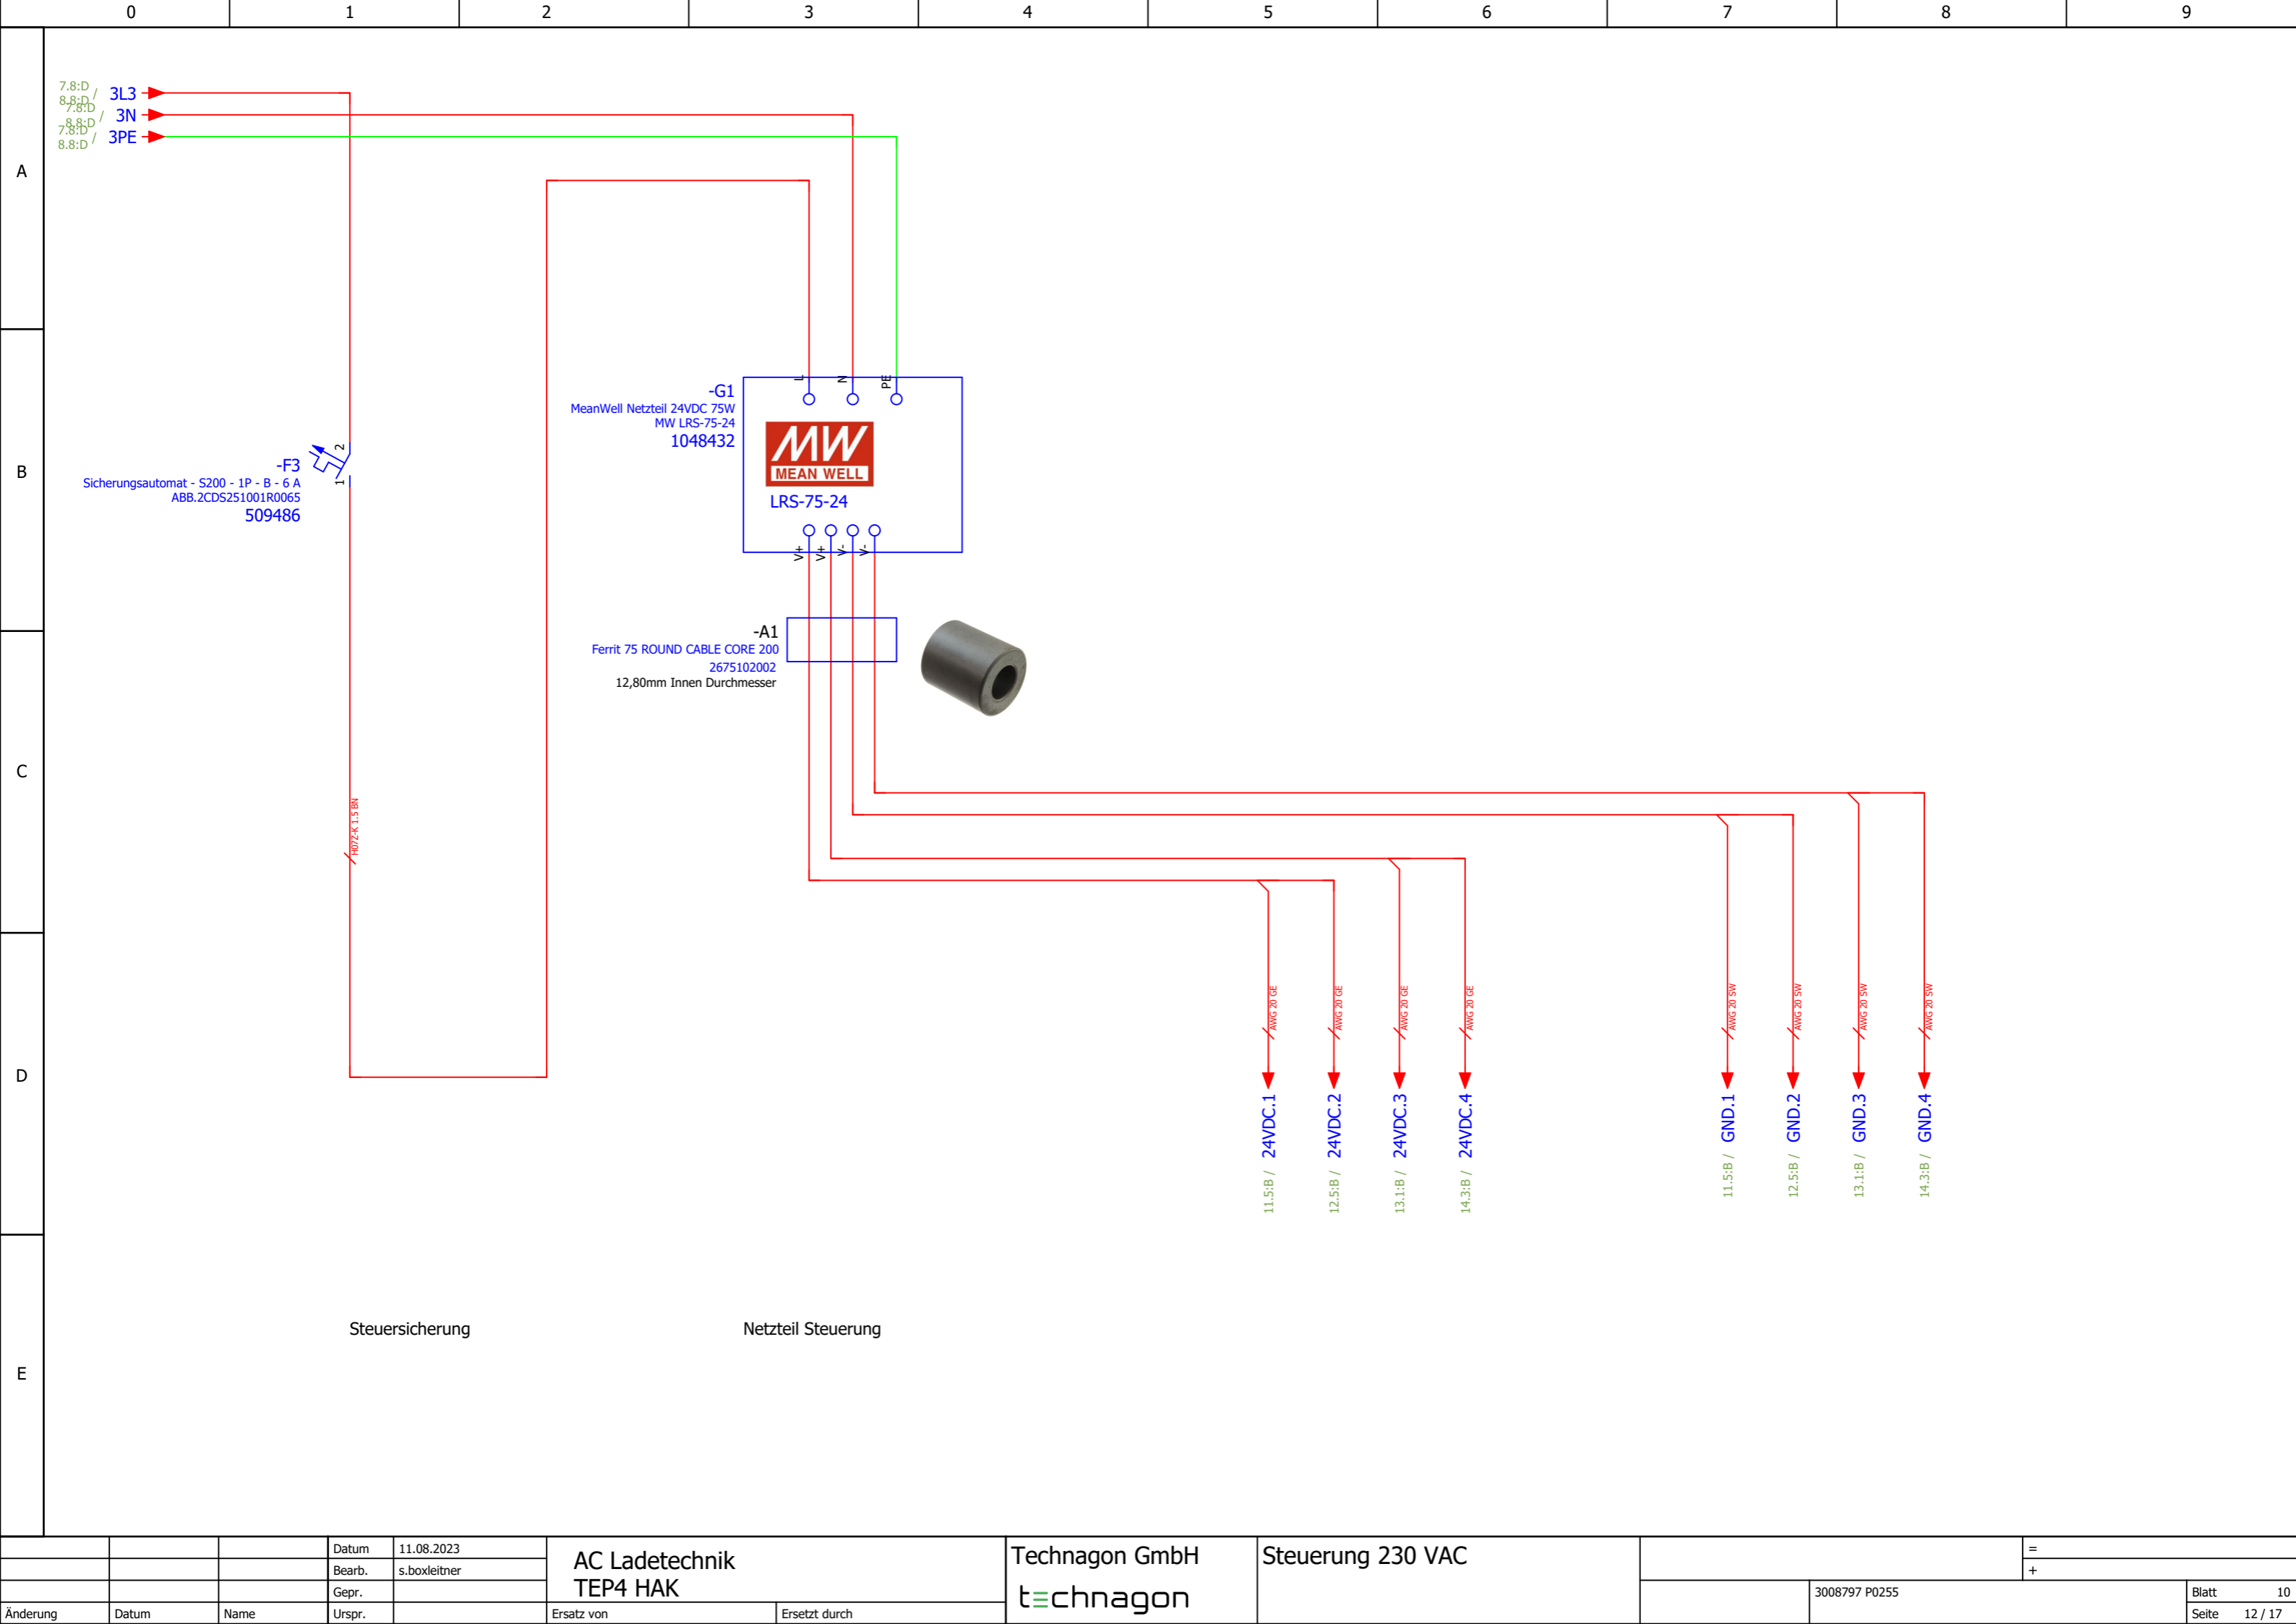 0 1 2 3 4 5 6 7 8 9
7.8:D
8.8:D / 3L3
7.8:D
8.8:D / 3N
7.8:D
8.8:D / 3PE
A
B
C
D
E
-F3
Sicherungsautomat - S200 - 1P - B - 6 A
ABB.2CDS251001R0065
509486
2
1
-G1
MeanWell Netzteil 24VDC 75W
MW LRS-75-24
1048432
L N PE
MW
MEAN WELL
LRS-75-24
V+ V+ V- V-
-A1
Ferrit 75 ROUND CABLE CORE 200
2675102002
12,80mm Innen Durchmesser
H07Z-K 1.5 BN
AWG 20 GE
AWG 20 GE
AWG 20 GE
AWG 20 GE
AWG 20 SW
AWG 20 SW
AWG 20 SW
AWG 20 SW
11.5:B / 24VDC.1
12.5:B / 24VDC.2
13.1:B / 24VDC.3
14.3:B / 24VDC.4
11.5:B / GND.1
12.5:B / GND.2
13.1:B / GND.3
14.3:B / GND.4
Steuersicherung
Netzteil Steuerung
Datum 11.08.2023
Bearb. s.boxleitner
Gepr.
Änderung Datum Name Urspr.
AC Ladetechnik
TEP4 HAK
Ersatz von Ersetzt durch
Technagon GmbH
technagon
Steuerung 230 VAC
=
+
3008797 P0255
Blatt 10
Seite 12 / 17